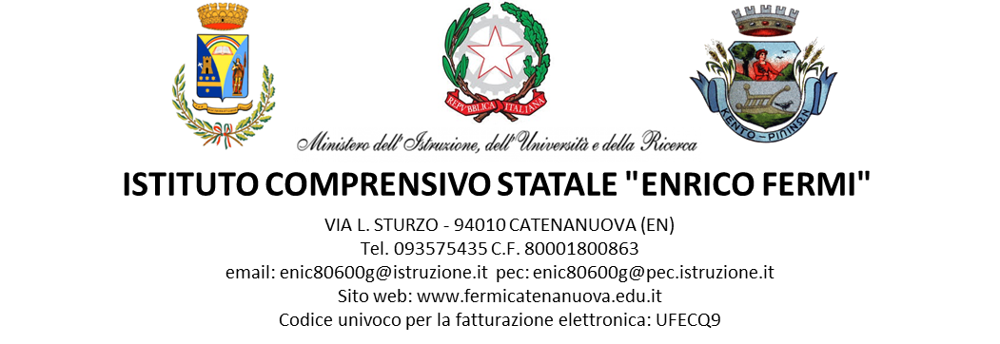 REPVBBLICA ITALIANA
KENTO-ΡΙΠΙΝΩΝ
Ministero dell'Istruzione, dell'Università e della Ricerca
ISTITUTO COMPRENSIVO STATALE "ENRICO FERMI"
VIA L. STURZO - 94010 CATENANUOVA (EN)
Tel. 093575435 C.F. 80001800863
email: enic80600g@istruzione.it pec: enic80600g@pec.istruzione.it
Sito web: www.fermicatenanuova.edu.it
Codice univoco per la fatturazione elettronica: UFECQ9